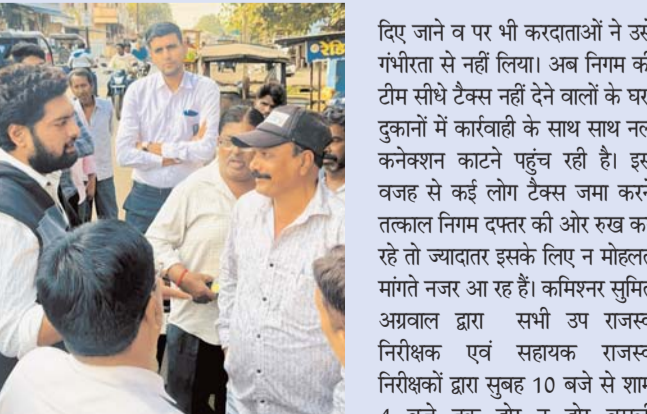 दिए जाने व पर भी करदाताओं ने उसे
गंभीरता से नहीं लिया। अब निगम की
टीम सीधे टैक्स नहीं देने वालों के घर
दुकानों में कार्रवाही के साथ साथ नल
कनेक्शन काटने पहुंच रही है। इस
वजह से कई लोग टैक्स जमा करने
तत्काल निगम दफ्तर की ओर रुख कर
रहे तो ज्यादातर इसके लिए न मोहलत
मांगते नजर आ रह हैं। कमिश्नर सुमित
अग्रवाल द्वारा सभी उप राजस्व
निरीक्षक एवं सहायक राजस्व
निरीक्षकों द्वारा सुबह 10 बजे से शाम